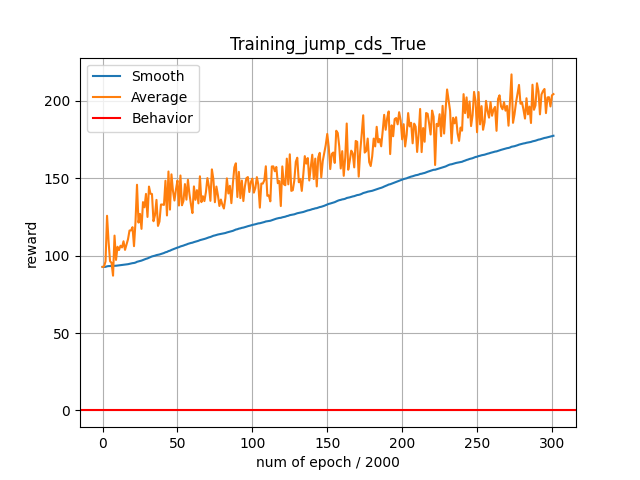 Training_jump_cds_True
Smooth
Average
Behavior
200
150
100
50
0
reward
0 50 100 150 200 250 300
num of epoch / 2000